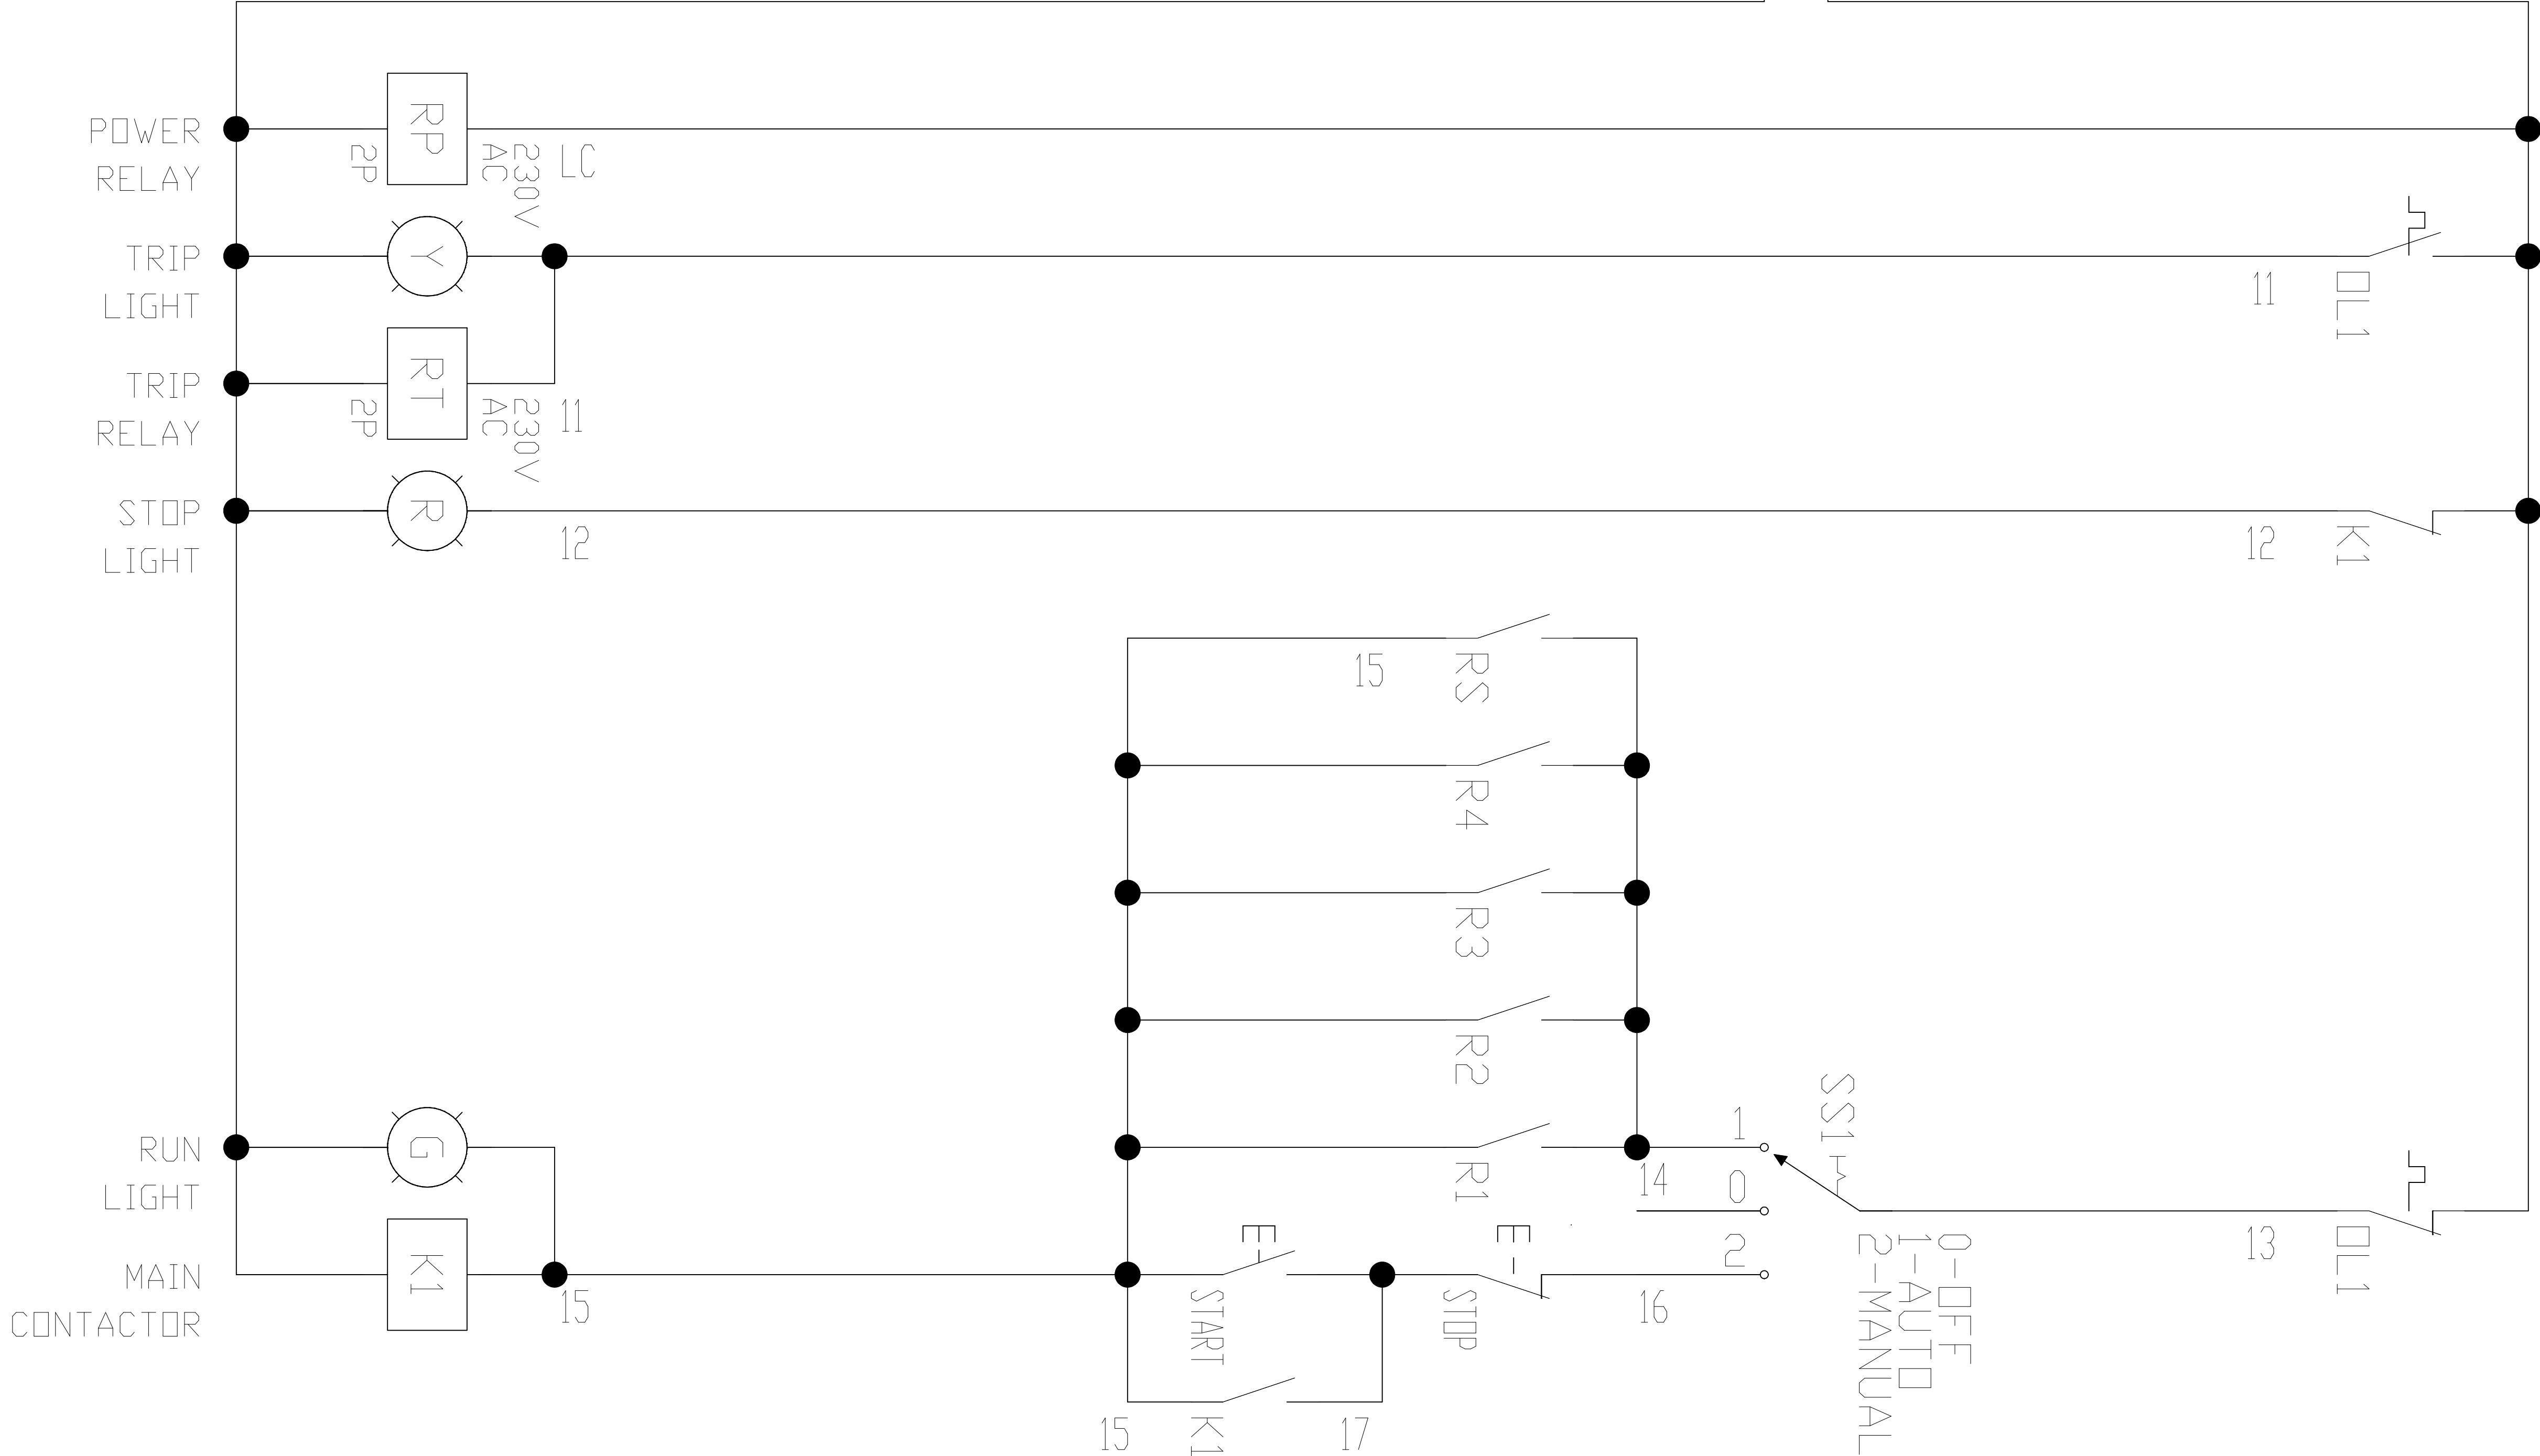 POWER
RELAY
RP
2P
230V
AC
LC
TRIP
LIGHT
Y
11
OL1
TRIP
RELAY
RT
2P
230V
AC
11
STOP
LIGHT
R
12
12
K1
15
RS
R4
R3
R2
RUN
LIGHT
G
R1
14
1
0
2
SS1
0-OFF
1-AUTO
2-MANUAL
13
OL1
MAIN
CONTACTOR
K1
15
START
STOP
16
15
K1
17